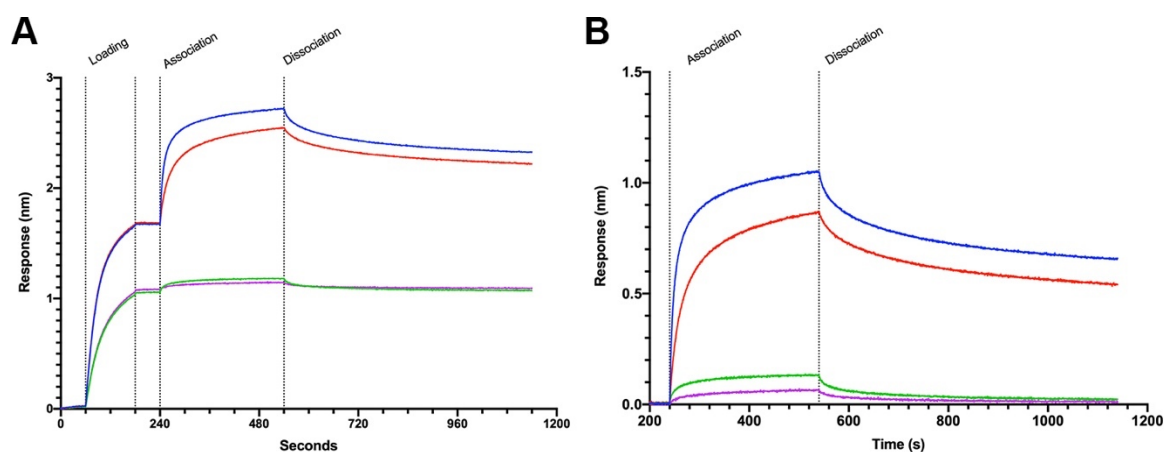 A
Loading
Association
Dissociation
3
2
1
0
Response (nm)
0
240
480
720
960
1200
Seconds
B
Association
Dissociation
1.5
1.0
0.5
0.0
Response (nm)
200
400
600
800
1000
1200
Time (s)